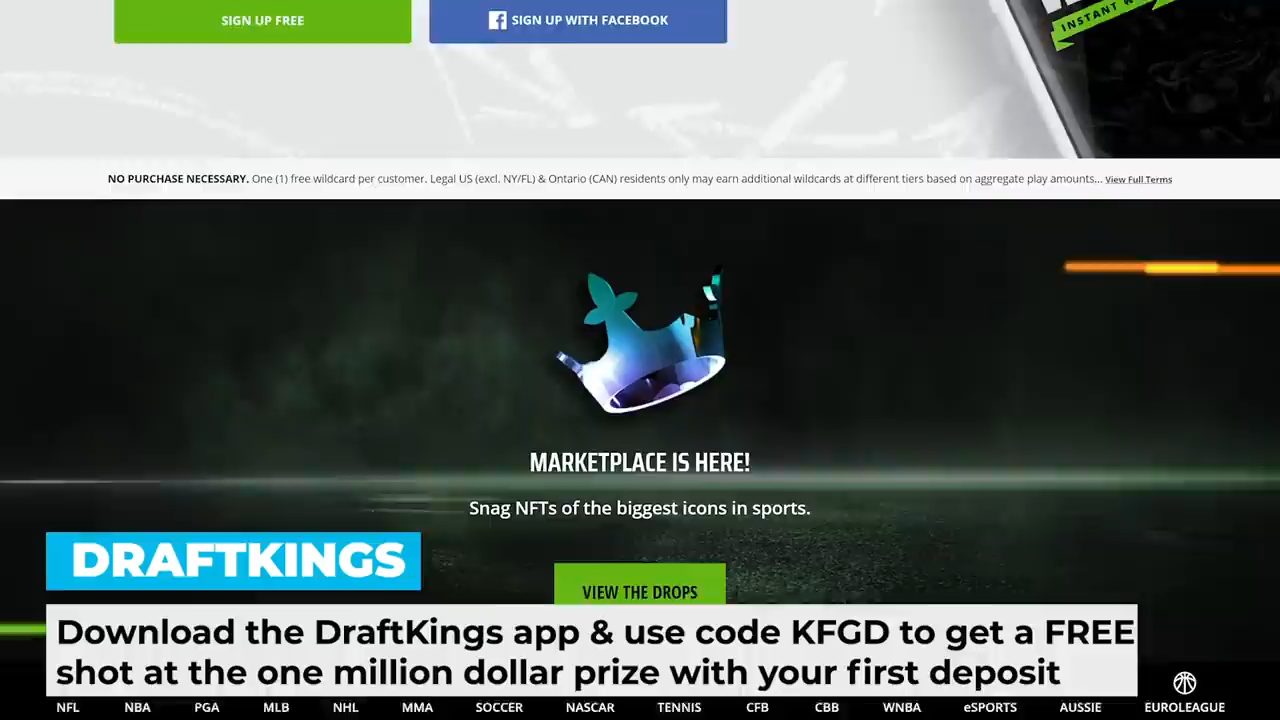 SIGN UP FREE
SIGN UP WITH FACEBOOK
INSTANT
NO PURCHASE NECESSARY. One (1) free wildcard per customer. Legal US (excl. NY/FL) & Ontario (CAN) residents only may earn additional wildcards at different tiers based on aggregate play amounts... View Full Terms
MARKETPLACE IS HERE!
Snag NFTs of the biggest icons in sports.
VIEW THE DROPS
DRAFTKINGS
Download the DraftKings app & use code KFGD to get a FREE
shot at the one million dollar prize with your first deposit
NFL NBA PGA MLB NHL MMA SOCCER NASCAR TENNIS CFB CBB WNBA eSPORTS AUSSIE EUROLEAGUE